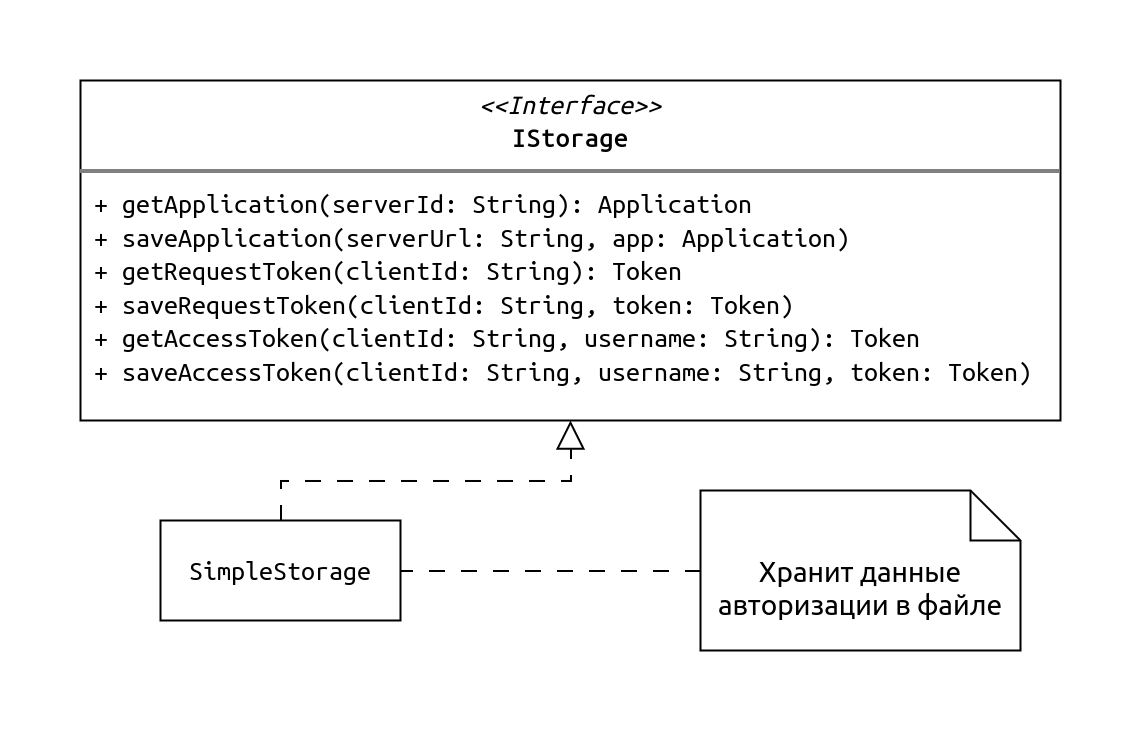 <<Interface>>
IStorage
+ getApplication(serverId: String): Application
+ saveApplication(serverUrl: String, app: Application)
+ getRequestToken(clientId: String): Token
+ saveRequestToken(clientId: String, token: Token)
+ getAccessToken(clientId: String, username: String): Token
+ saveAccessToken(clientId: String, username: String, token: Token)
SimpleStorage
Хранит данные
авторизации в файле